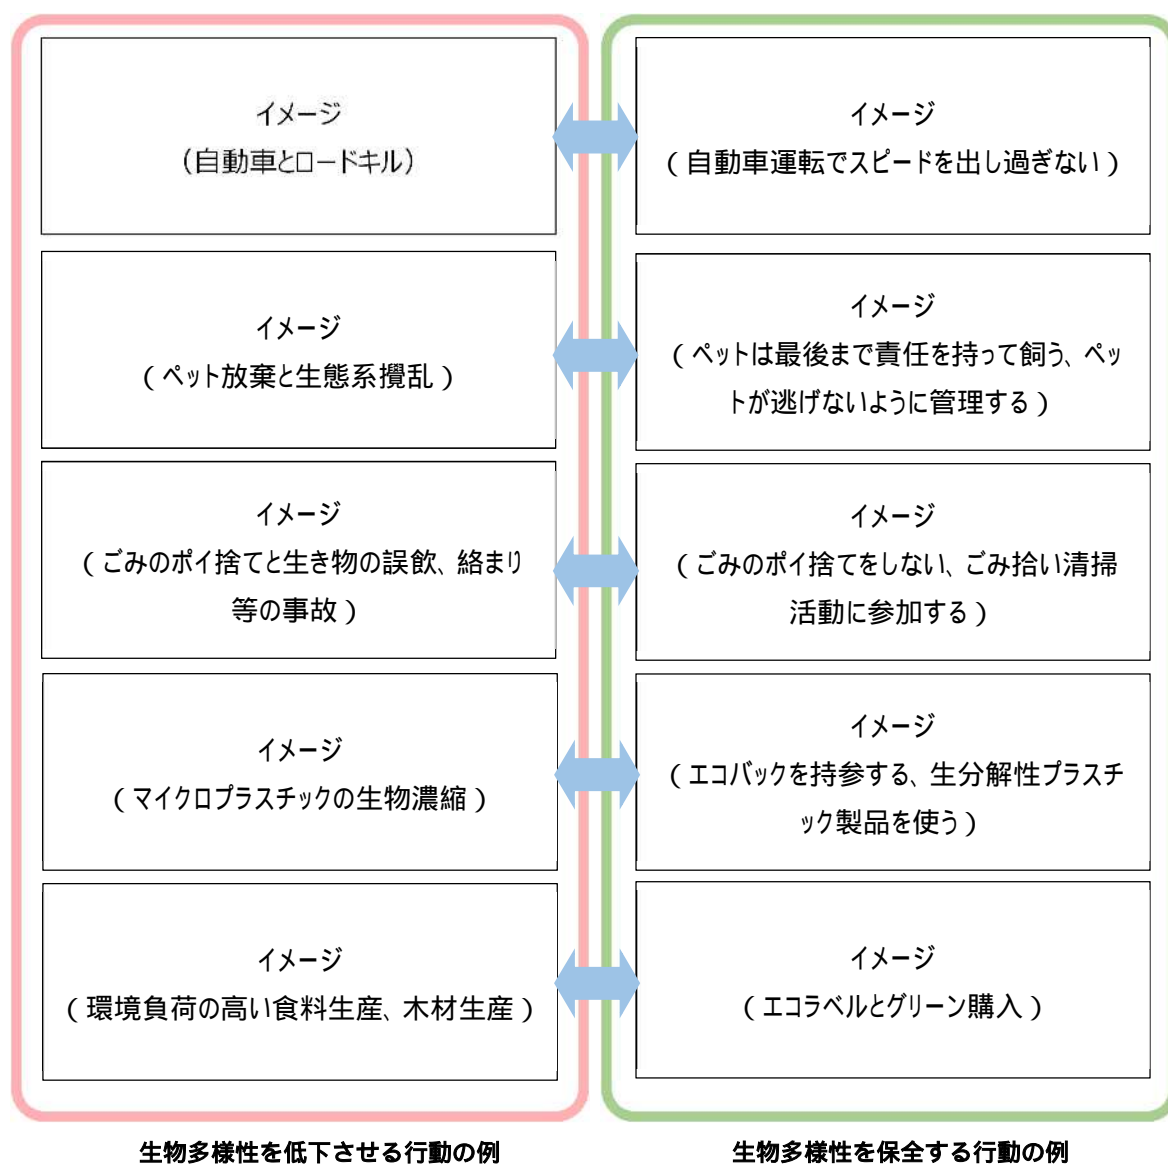 イメージ
（自動車とロードキル）
イメージ
（自動車運転でスピードを出し過ぎない）
イメージ
（ペット放棄と生態系攪乱）
イメージ
（ペットは最後まで責任を持って飼う、ペッ
トが逃げないように管理する）
イメージ
（ごみのポイ捨てと生き物の誤飲、絡まり
等の事故）
イメージ
（ごみのポイ捨てをしない、ごみ拾い清掃
活動に参加する）
イメージ
（マイクロプラスチックの生物濃縮）
イメージ
（エコバックを持参する、生分解性プラスチ
ック製品を使う）
イメージ
（環境負荷の高い食料生産、木材生産）
イメージ
（エコラベルとグリーン購入）
生物多様性を低下させる行動の例
生物多様性を保全する行動の例